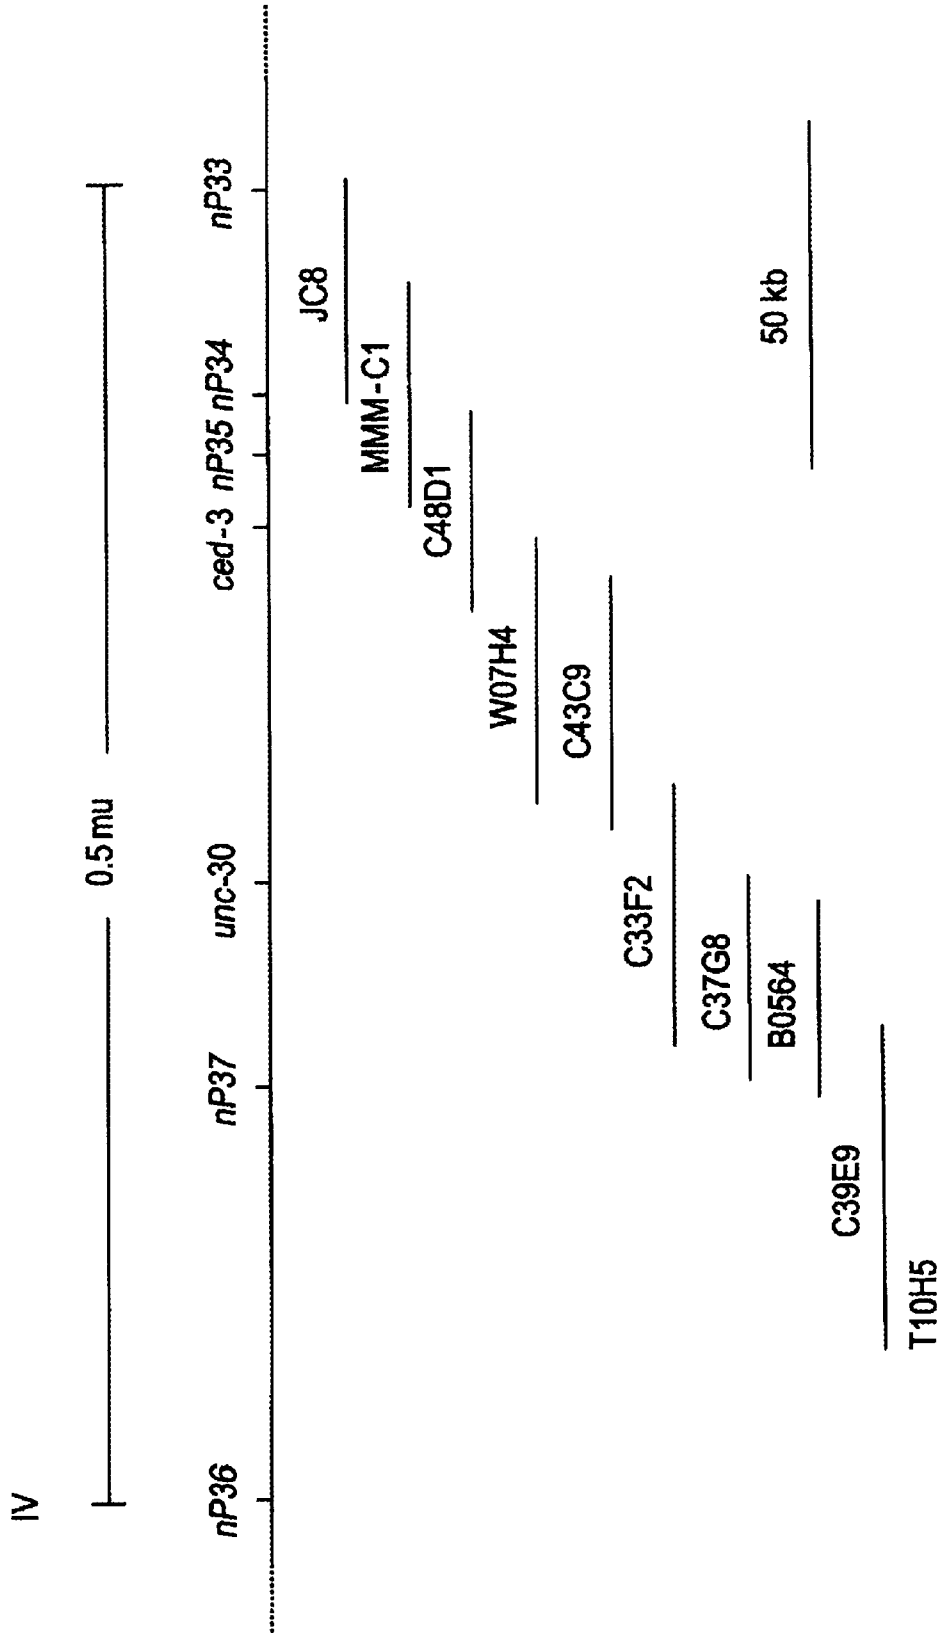 IV
0.5 mu
nP36 nP37 unc-30 ced-3 nP35 nP34 nP33
JC8
MMM-C1
C48D1
W07H4
C43C9
C33F2
C37G8
B0564
50 kb
C39E9
T10H5